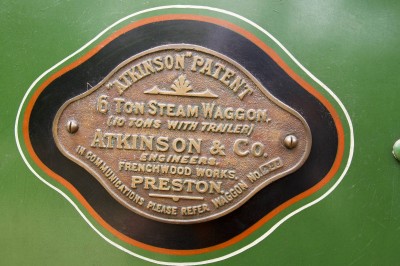 "ATKINSON" PATENT
6 TON STEAM WAGGON.
(10 TONS WITH TRAILER)
ATKINSON & CO.
ENGINEERS.
FRENCHWOOD WORKS,
PRESTON.
IN COMMUNICATIONS PLEASE REFER WAGGON No.